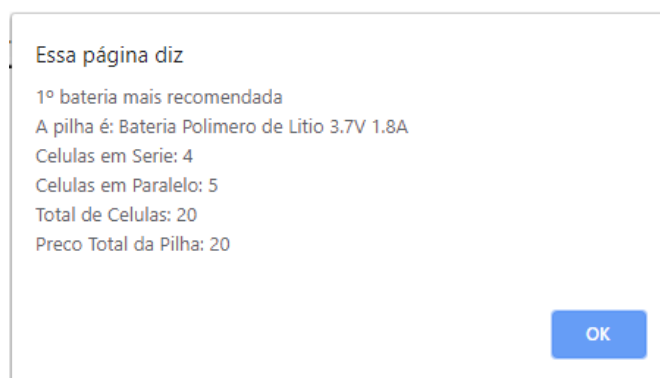 Essa página diz
1º bateria mais recomendada
A pilha é: Bateria Polimero de Litio 3.7V 1.8A
Celulas em Serie: 4
Celulas em Paralelo: 5
Total de Celulas: 20
Preco Total da Pilha: 20
OK